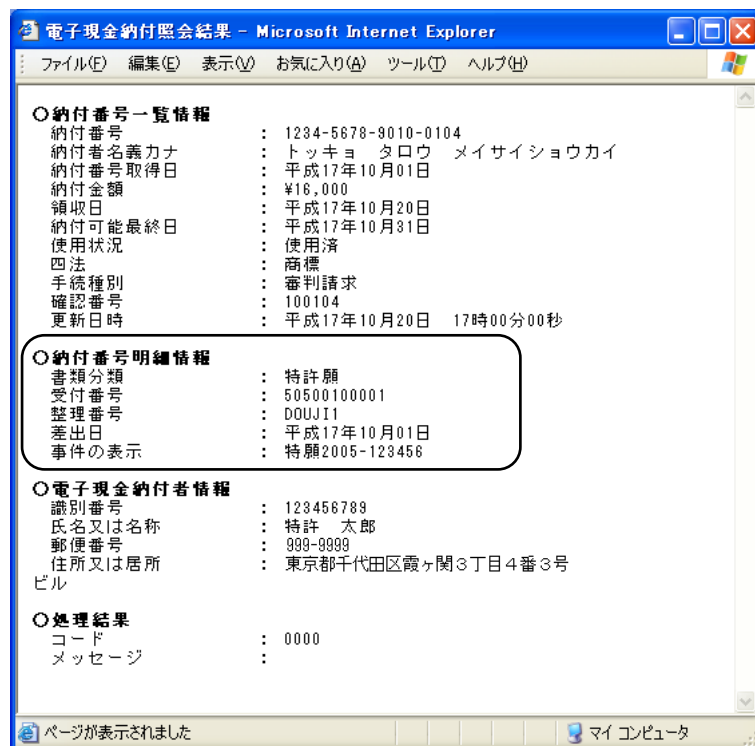 電子現金納付照会結果 - Microsoft Internet Explorer
ファイル(F) 編集(E) 表示(V) お気に入り(A) ツール(T) ヘルプ(H)
○納付番号一覧情報
納付番号 : 1234-5678-9010-0104
納付者名義カナ : トッキョ タロウ メイサイショウカイ
納付番号取得日 : 平成17年10月01日
納付金額 : ¥16,000
領収日 : 平成17年10月20日
納付可能最終日 : 平成17年10月31日
使用状況 : 使用済
四法 : 商標
手続種別 : 審判請求
確認番号 : 100104
更新日時 : 平成17年10月20日 17時00分00秒
○納付番号明細情報
書類分類 : 特許願
受付番号 : 50500100001
整理番号 : DOUJI1
差出日 : 平成17年10月01日
事件の表示 : 特願2005-123456
○電子現金納付者情報
識別番号 : 123456789
氏名又は名称 : 特許 太郎
郵便番号 : 999-9999
住所又は居所 : 東京都千代田区霞ヶ関3丁目4番3号
ビル
○処理結果
コード : 0000
メッセージ :
ページが表示されました
マイ コンピュータ